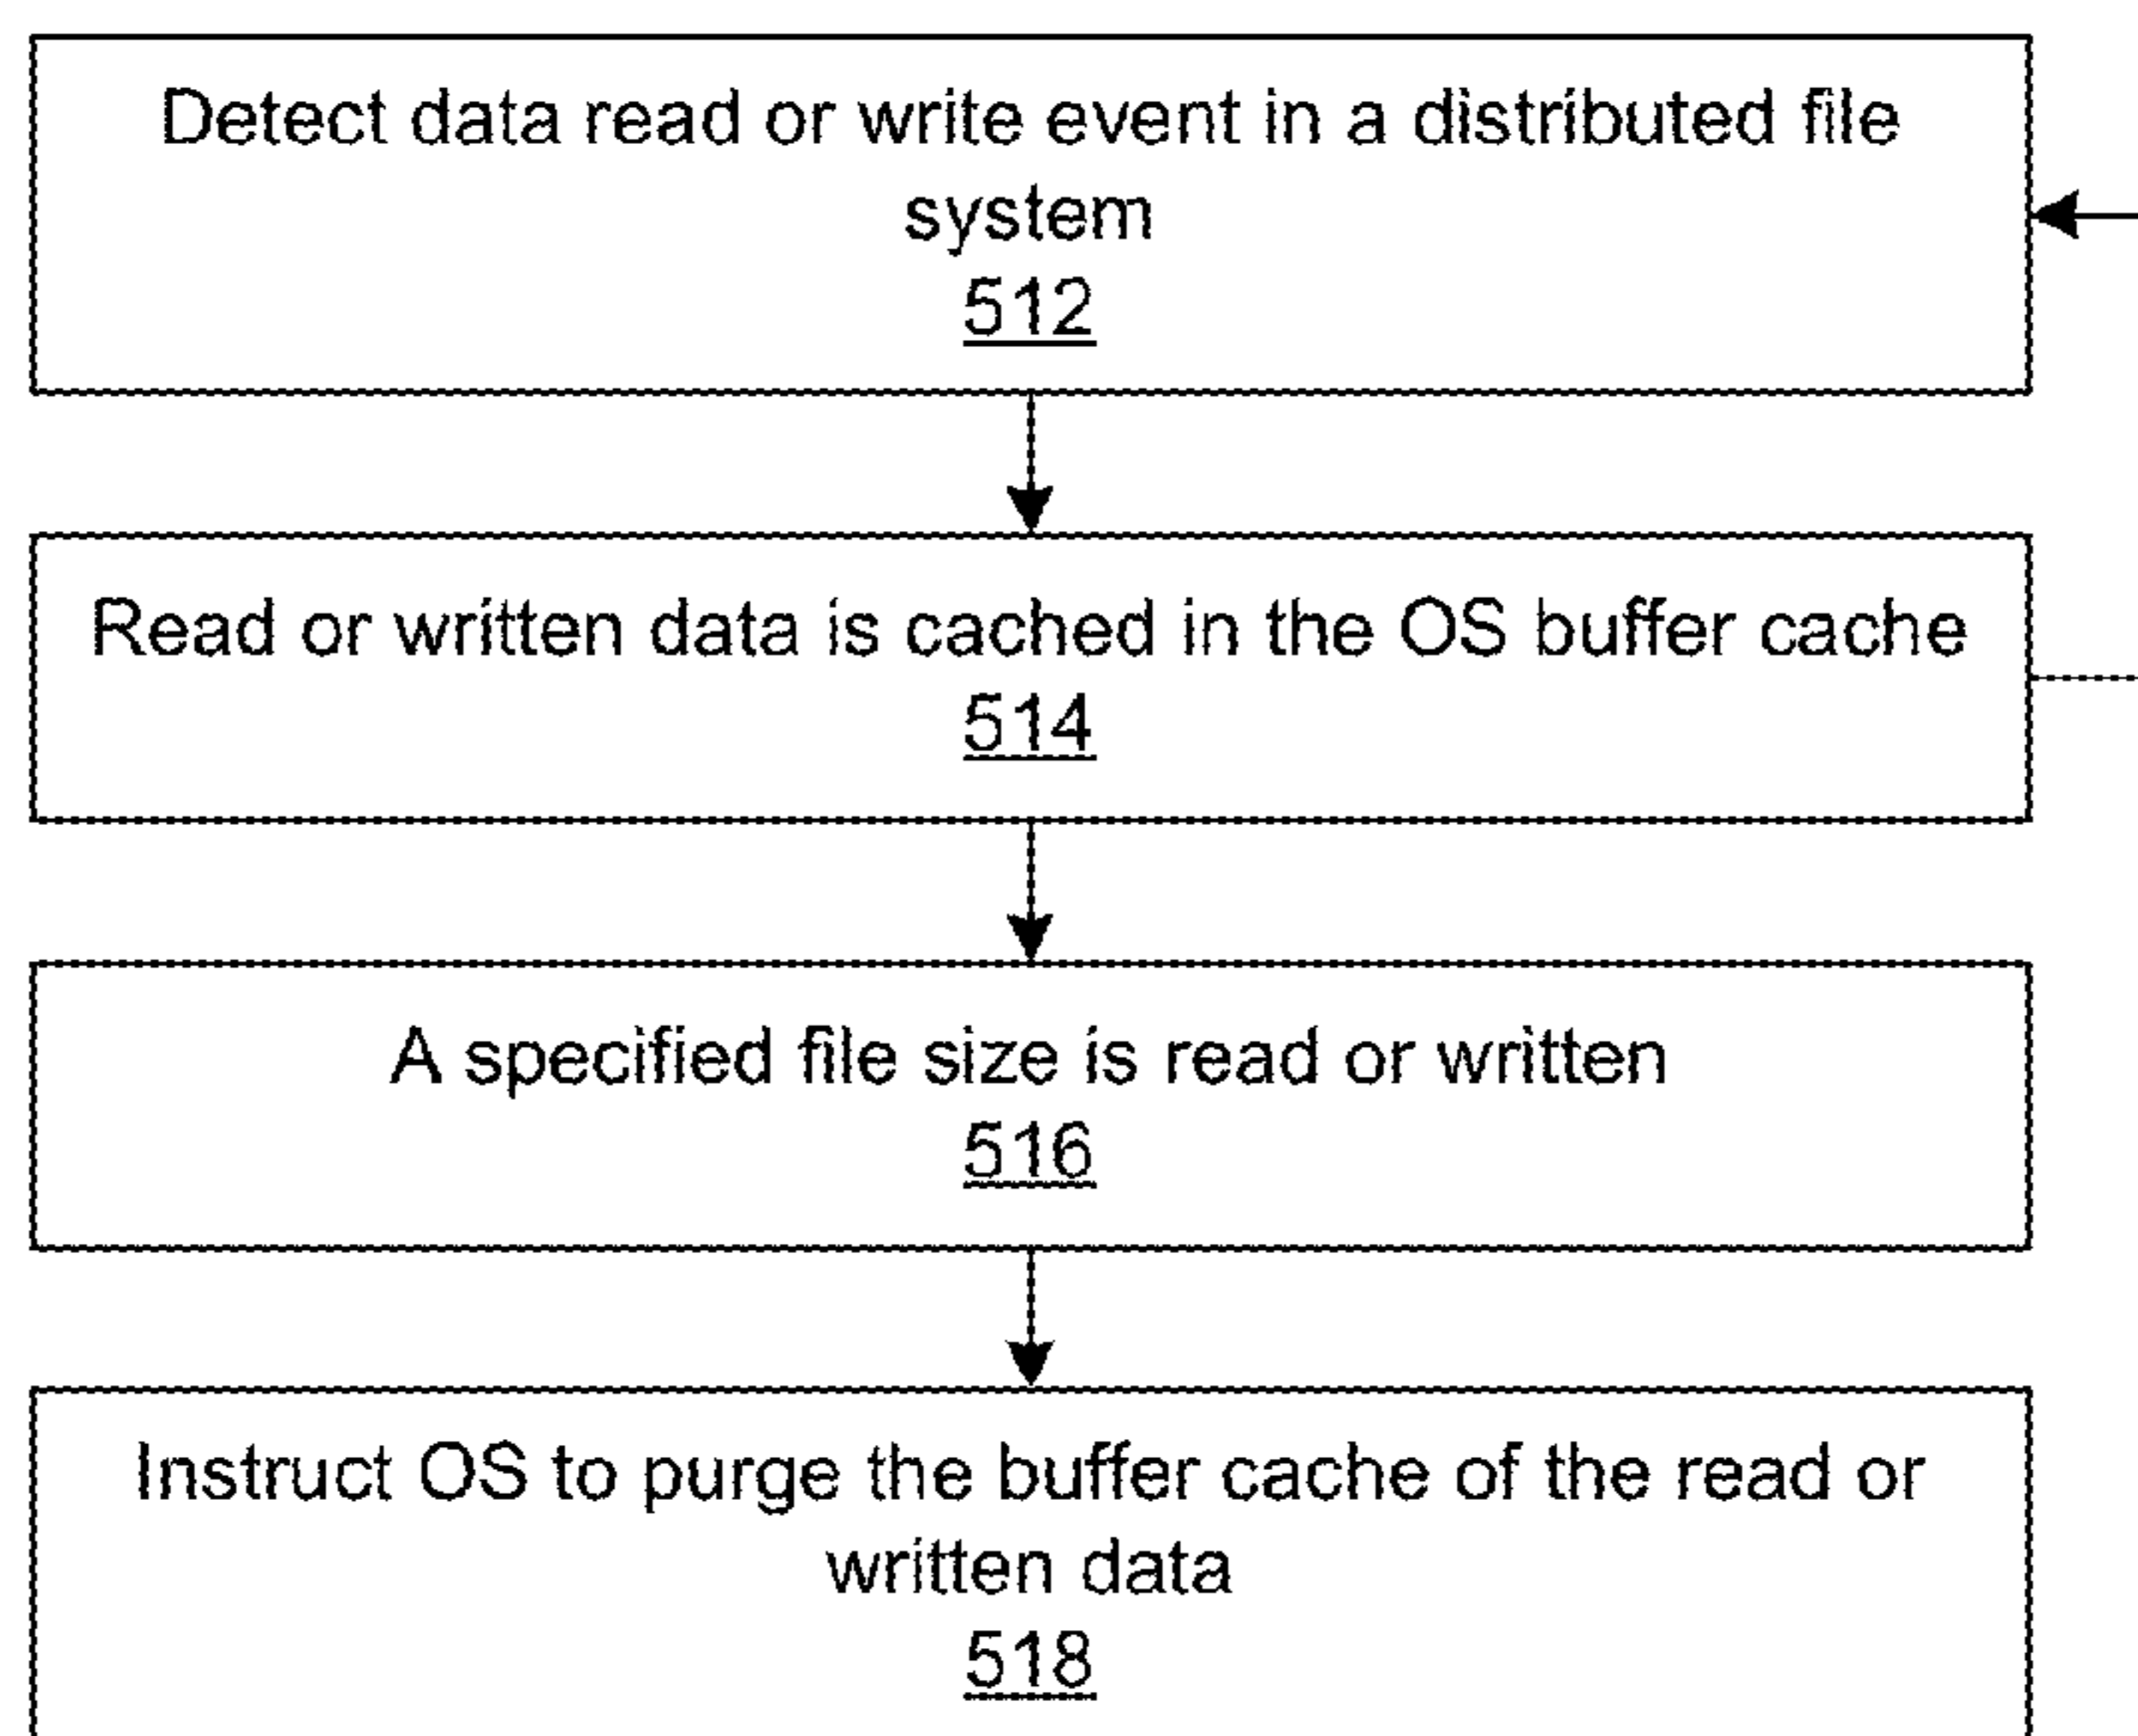 Detect data read or write event in a distributed file
system
512
Read or written data is cached in the OS buffer cache
514
A specified file size is read or written
516
Instruct OS to purge the buffer cache of the read or
written data
518